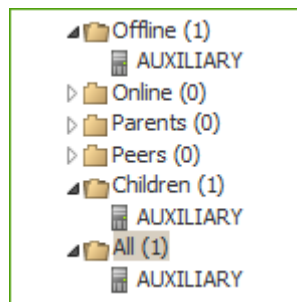 Offline (1)
AUXILIARY
Online (0)
Parents (0)
Peers (0)
Children (1)
AUXILIARY
All (1)
AUXILIARY